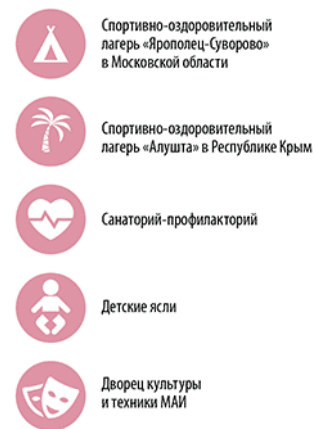 Спортивно-оздоровительный
лагерь «Ярополец-Суворово»
в Московской области
Спортивно-оздоровительный
лагерь «Алушта» в Республике Крым
Санаторий-профилакторий
Детские ясли
Дворец культуры
и техники МАИ